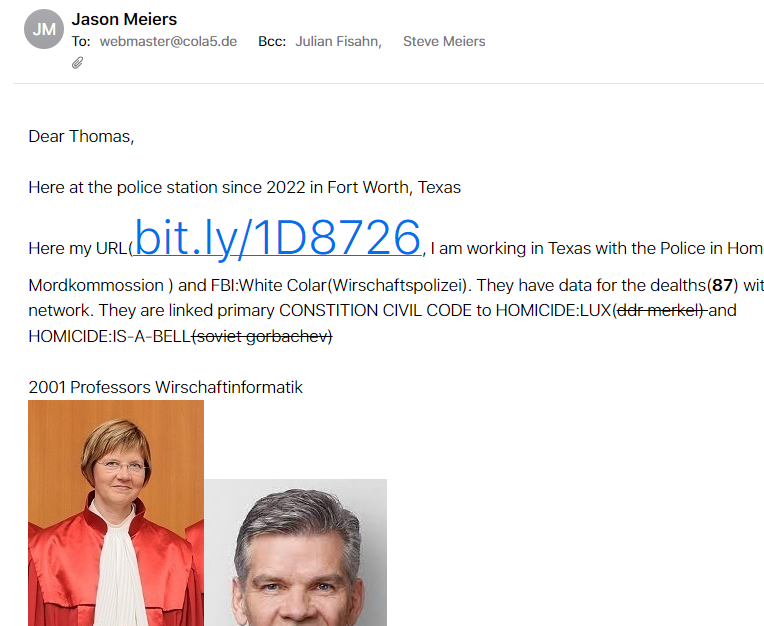 JM
Jason Meiers
To: webmaster@cola5.de Bcc: Julian Fisahn, Steve Meiers
Dear Thomas,
Here at the police station since 2022 in Fort Worth, Texas
Here my URL(bit.ly/1D8726, I am working in Texas with the Police in Hom
Mordkommossion ) and FBI:White Colar(Wirschaftspolizei). They have data for the dealths(87) wit
network. They are linked primary CONSTITION CIVIL CODE to HOMICIDE:LUX(ddr merkel) and
HOMICIDE:IS-A-BELL(soviet gorbachev)
2001 Professors Wirschaftinformatik